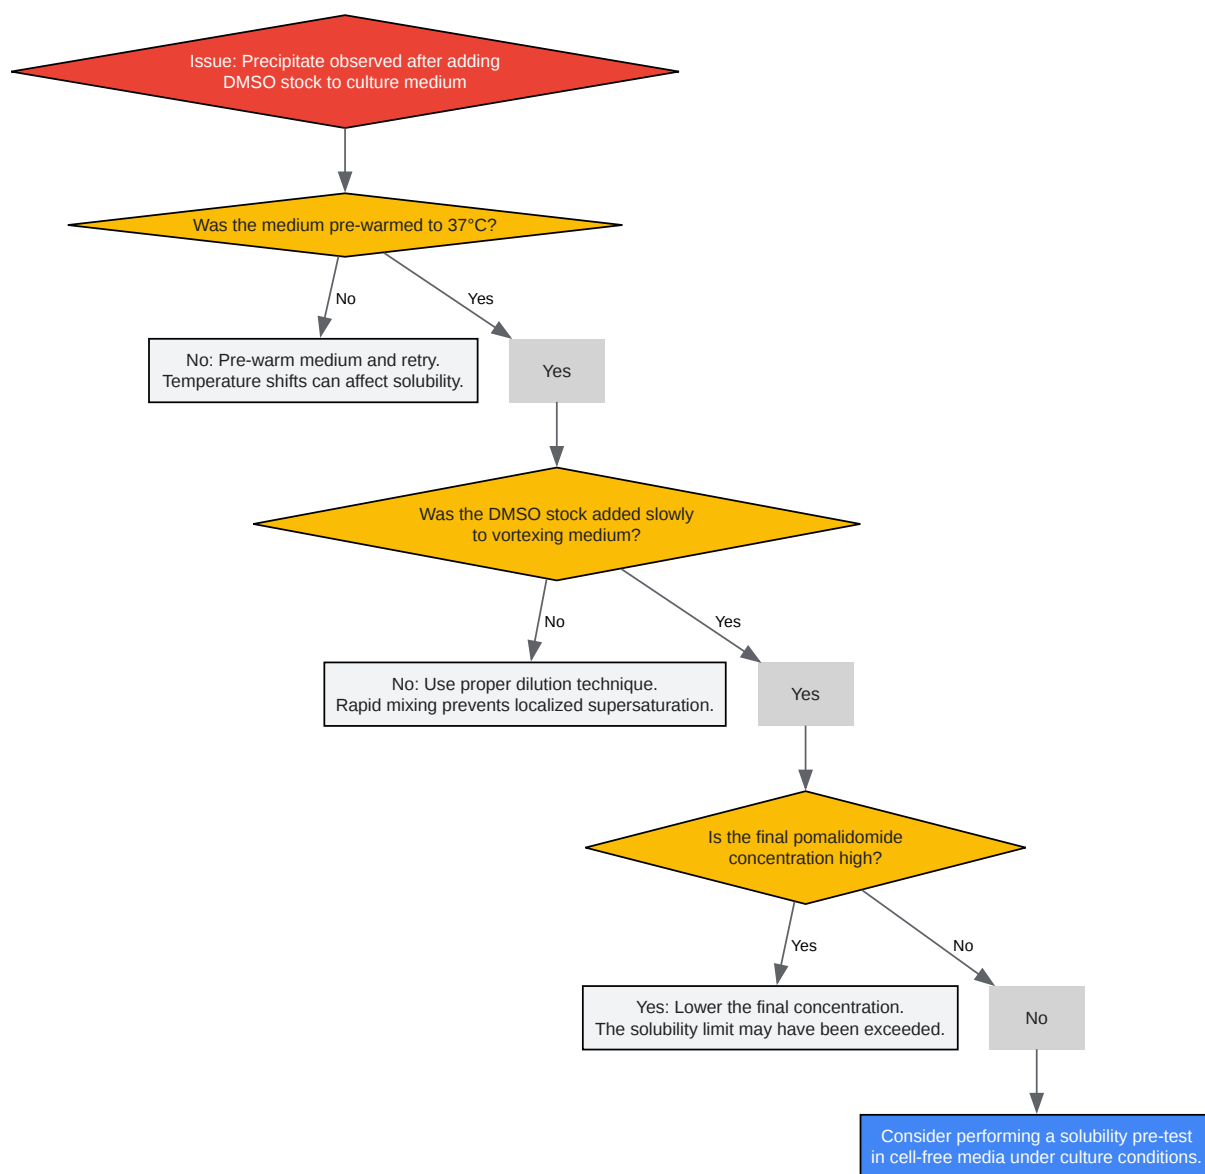 Issue: Precipitate observed after adding
DMSO stock to culture medium
Was the medium pre-warmed to 37°C?
No
Yes
No: Pre-warm medium and retry.
Temperature shifts can affect solubility.
Yes
Was the DMSO stock added slowly
to vortexing medium?
No
Yes
No: Use proper dilution technique.
Rapid mixing prevents localized supersaturation.
Yes
Is the final pomalidomide
concentration high?
Yes
No
Yes: Lower the final concentration.
The solubility limit may have been exceeded.
No
Consider performing a solubility pre-test
in cell-free media under culture conditions.